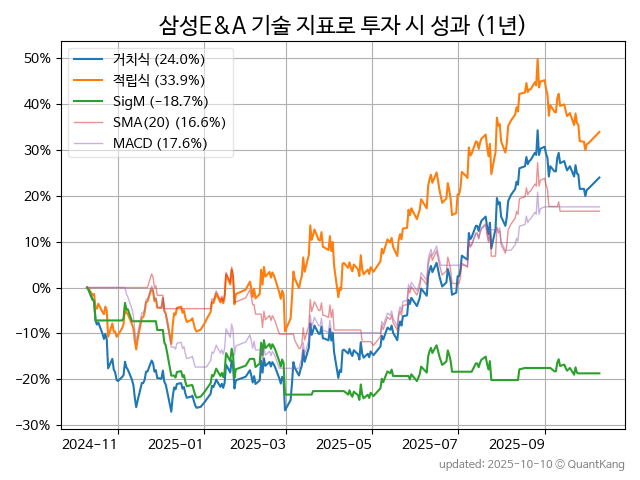 삼성E&A 기술 지표로 투자 시 성과 (1년)
50%
40%
30%
20%
10%
0%
−10%
−20%
−30%
거치식 (24.0%)
적립식 (33.9%)
SigM (−18.7%)
SMA(20) (16.6%)
MACD (17.6%)
2024-11 2025-01 2025-03 2025-05 2025-07 2025-09
updated: 2025-10-10 © QuantKang